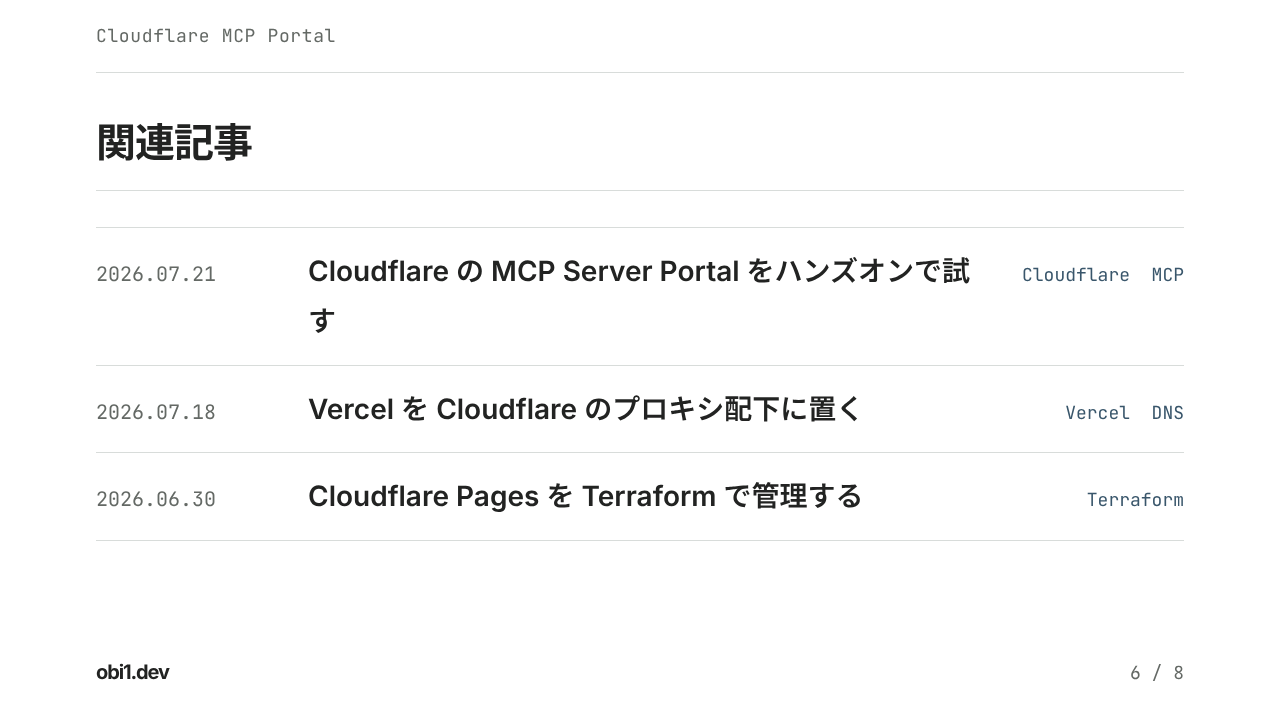 Cloudflare MCP Portal
関連記事
2026.07.21 Cloudflare の MCP Server Portal をハンズオンで試 Cloudflare MCP
す
2026.07.18 Vercel を Cloudflare のプロキシ配下に置く Vercel DNS
2026.06.30 Cloudflare Pages を Terraform で管理する Terraform
obi1.dev 6 / 8